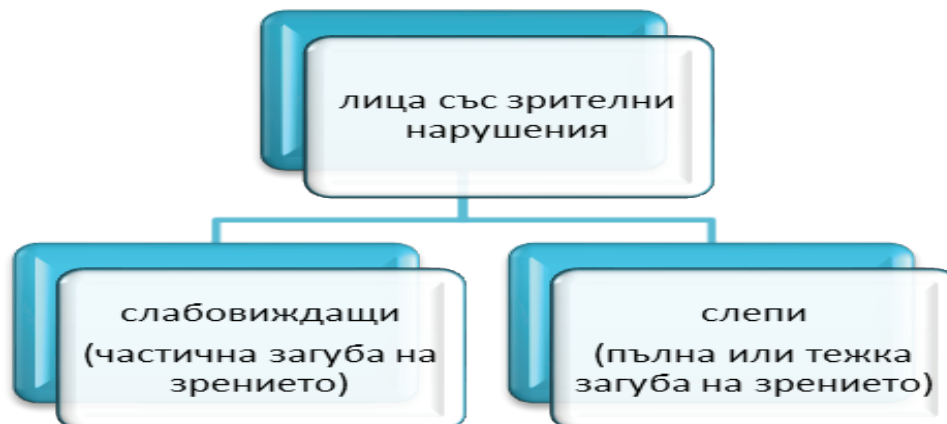 лица със зрителни
нарушения
слабовиждащи
(частична загуба на
зрението)
слепи
(пълна или тежка
загуба на зрението)